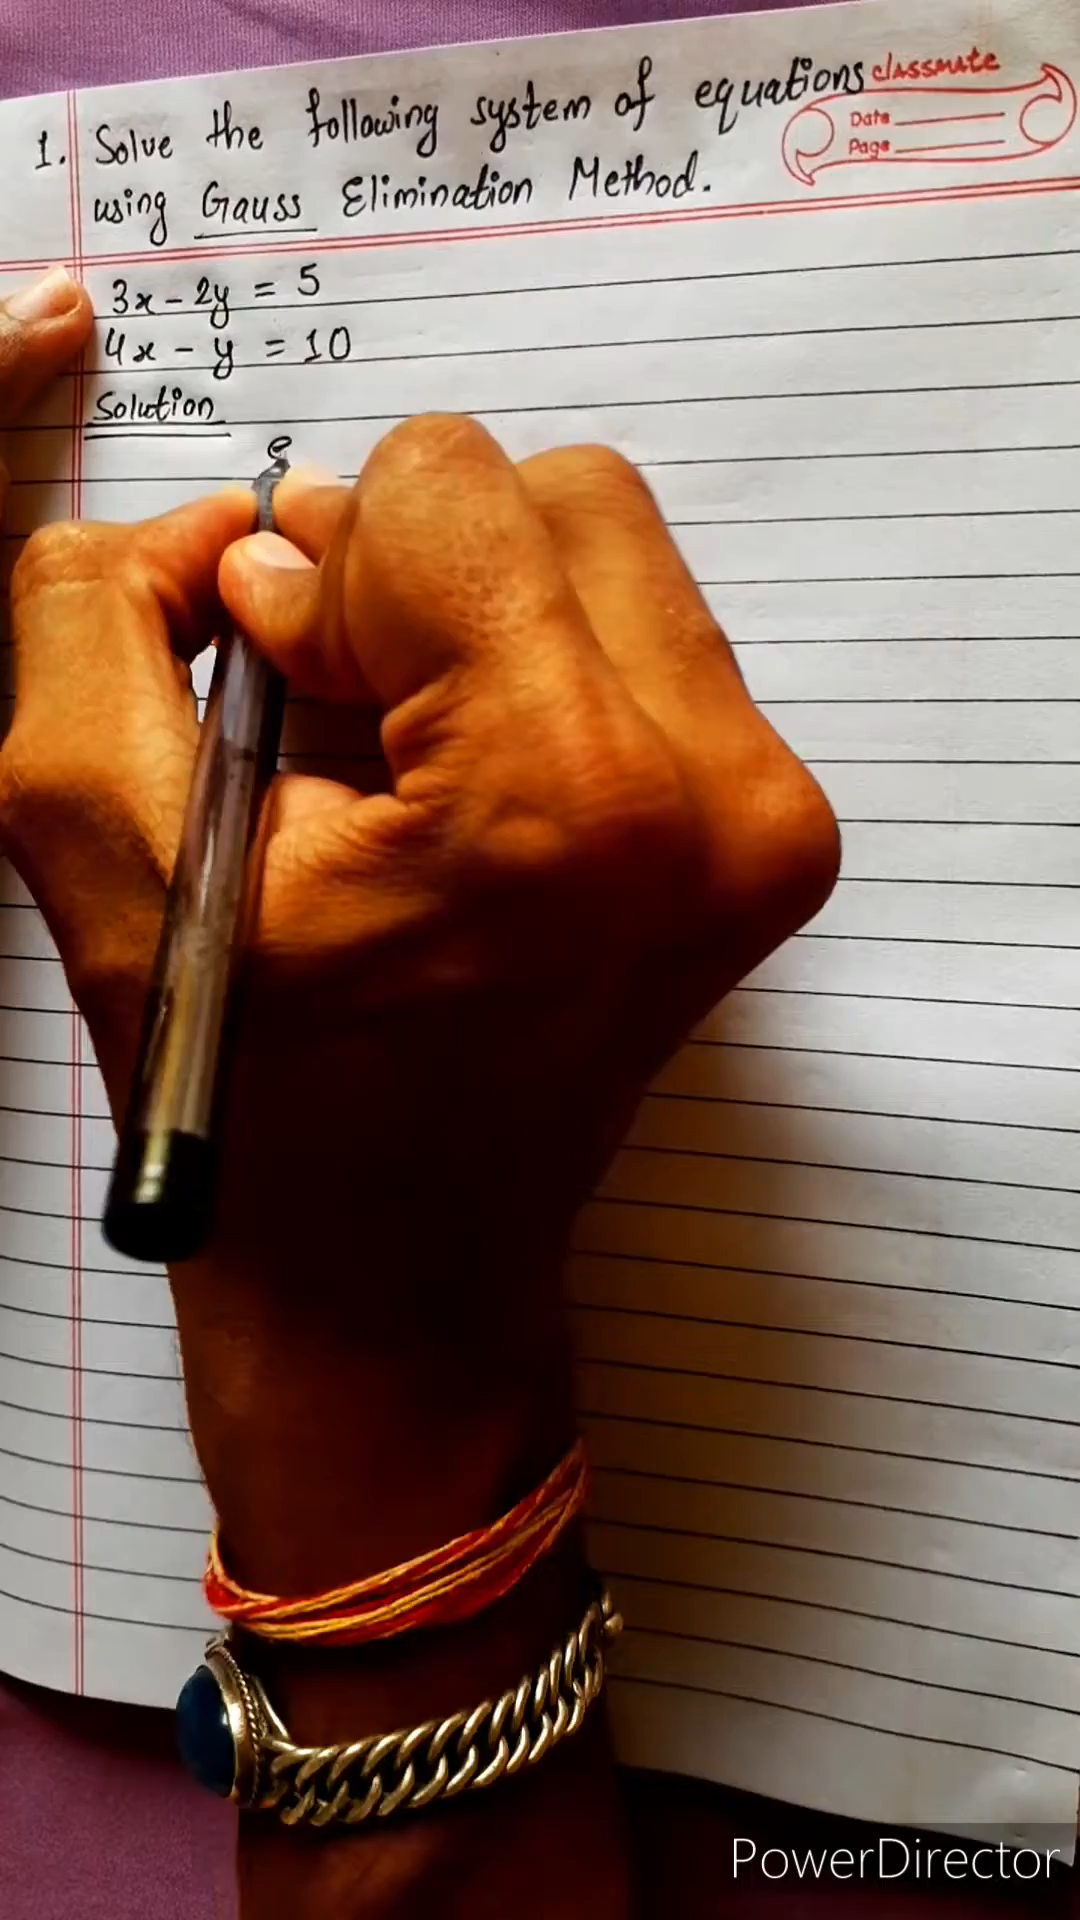 1. Solve the following system of equations
classmate
Date
Page
using Gauss Elimination Method.
3x - 2y = 5
4x - y = 10
Solution
e
PowerDirector